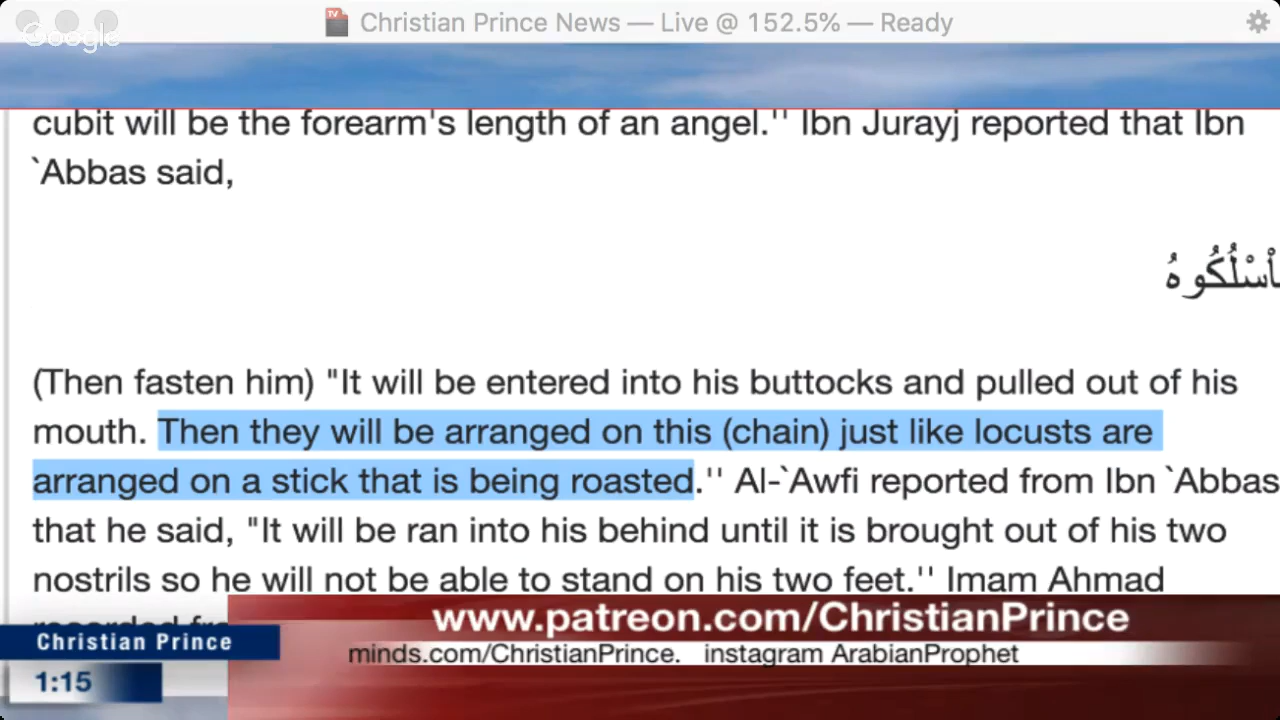 Christian Prince News — Live @ 152.5% — Ready
Google
cubit will be the forearm's length of an angel.'' Ibn Jurayj reported that Ibn
`Abbas said,
اسْلُكُوهُ
(Then fasten him) "It will be entered into his buttocks and pulled out of his
mouth. Then they will be arranged on this (chain) just like locusts are
arranged on a stick that is being roasted.'' Al-`Awfi reported from Ibn `Abbas
that he said, "It will be ran into his behind until it is brought out of his two
nostrils so he will not be able to stand on his two feet.'' Imam Ahmad
www.patreon.com/ChristianPrince
Christian Prince
minds.com/ChristianPrince. instagram ArabianProphet
1:15